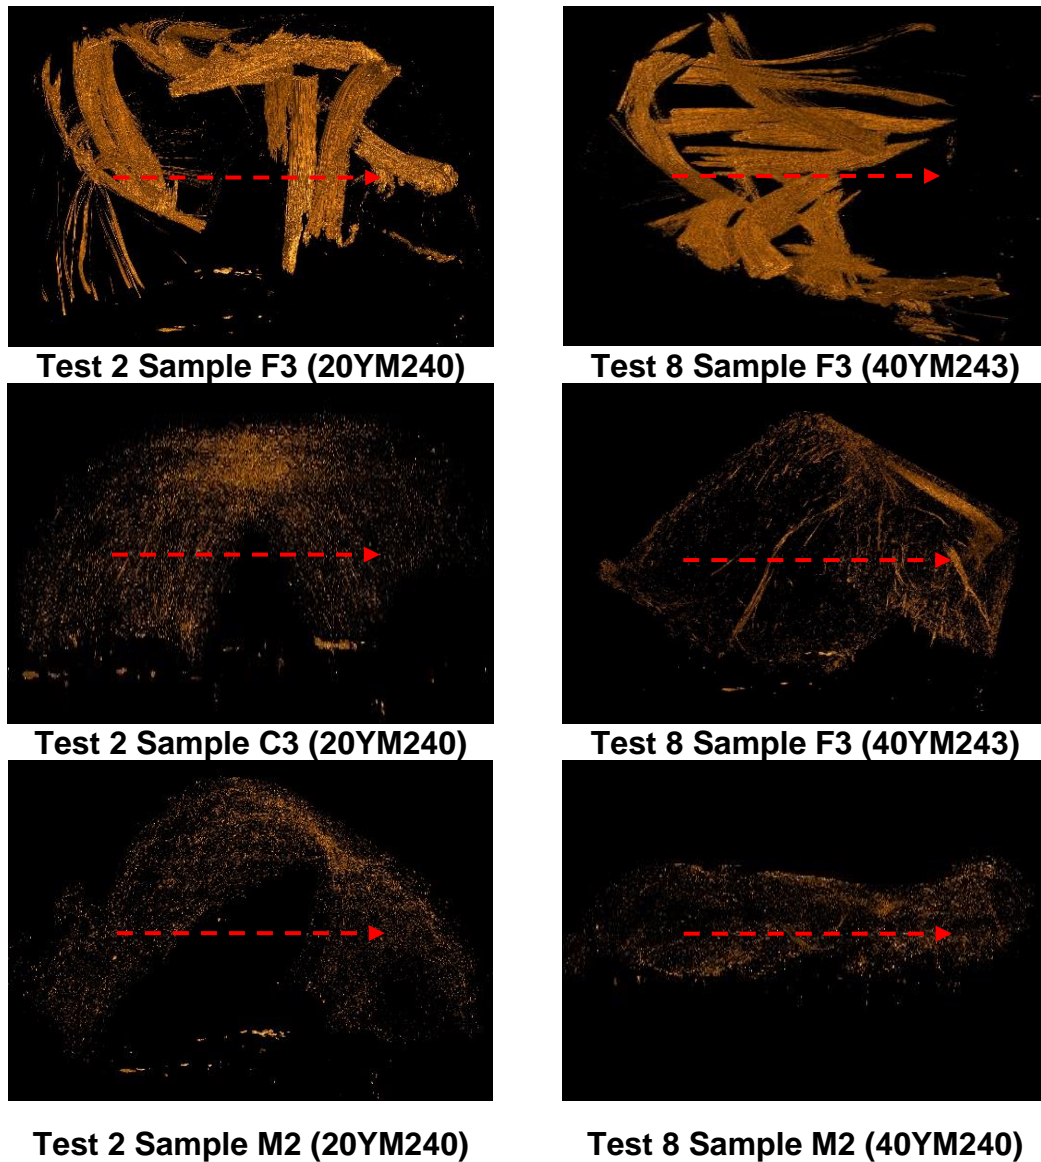 Test 2 Sample F3 (20YM240)
Test 8 Sample F3 (40YM243)
Test 2 Sample C3 (20YM240)
Test 8 Sample F3 (40YM243)
Test 2 Sample M2 (20YM240)
Test 8 Sample M2 (40YM240)